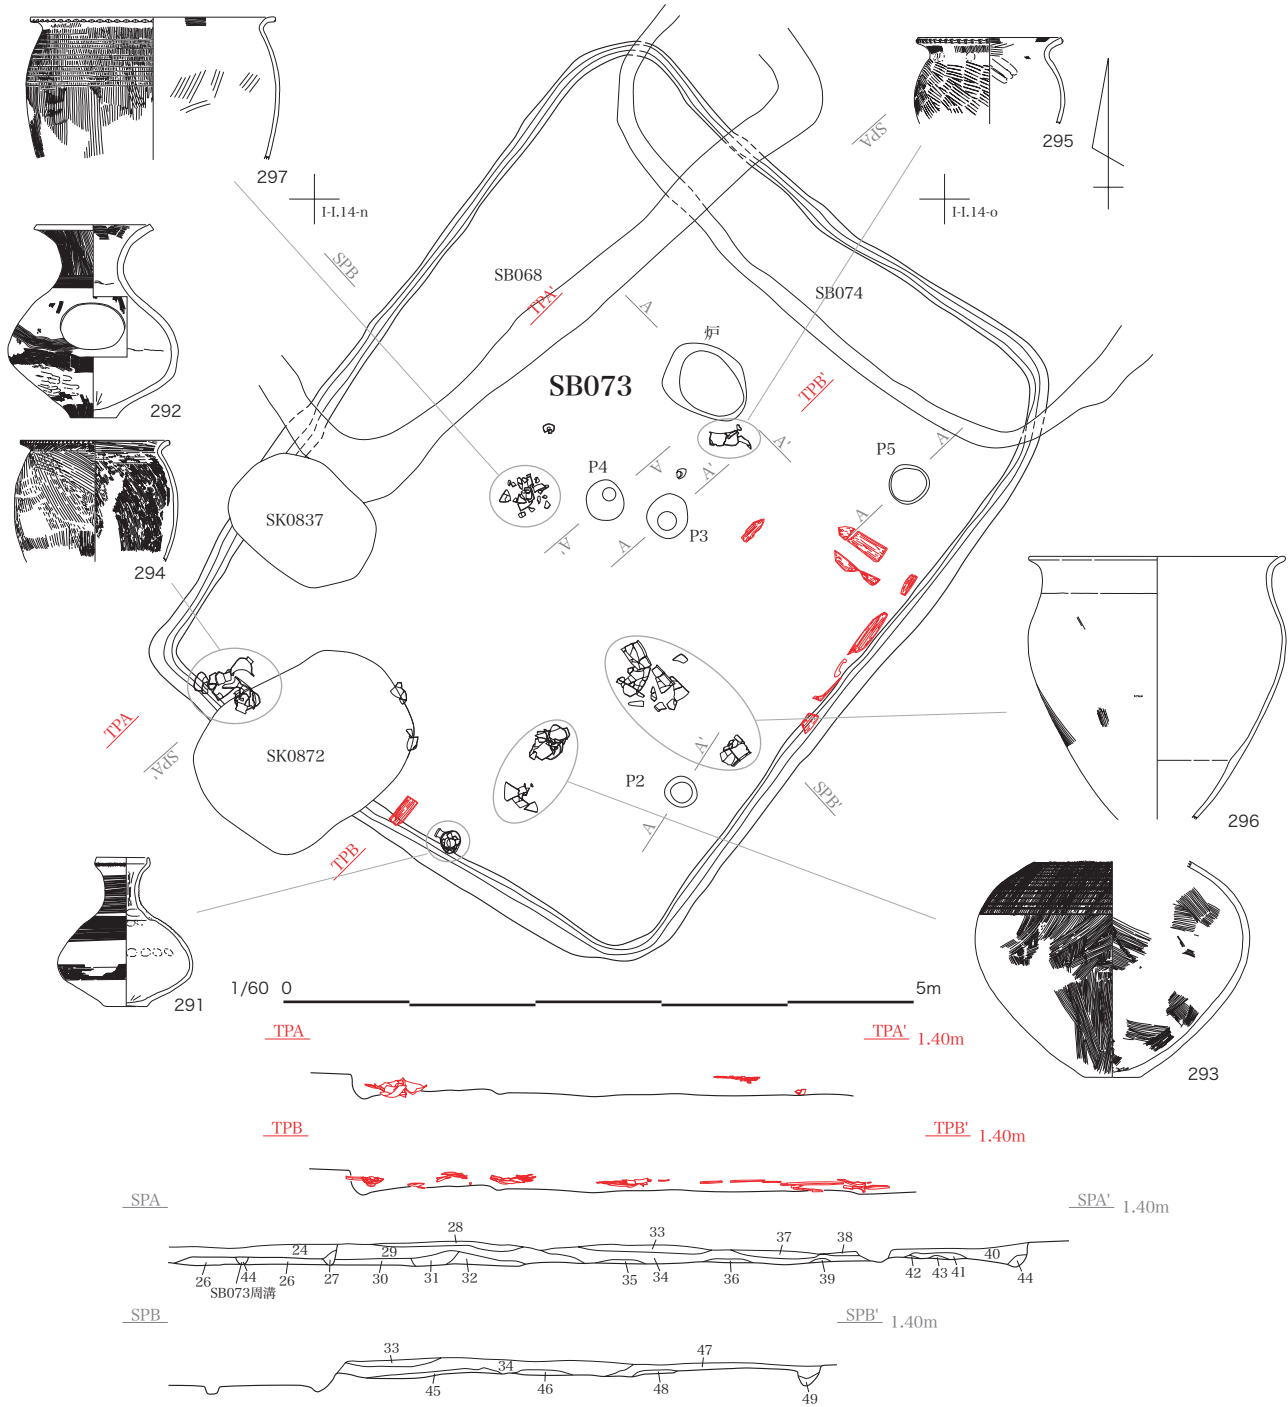 297
I-I.14-n
SPB
292
294
SB068
TPA'
A
炉
SB073
TPB'
SB074
SPA
295
I-I.14-o
A'
A
A'
P4
A'
A
P3
P5
A
A
SK0837
TPA
SPA'
SK0872
TPB
291
P2
A'
A
SPB'
296
293
1/60 0 5m
TPA TPA' 1.40m
TPB TPB' 1.40m
SPA SPA' 1.40m
28 33 37 38
24 29 40
26 44 26 27 30 31 32 35 34 36 39 42 43 41 44
SB073周溝
SPB SPB' 1.40m
33 34 47
45 46 48 49